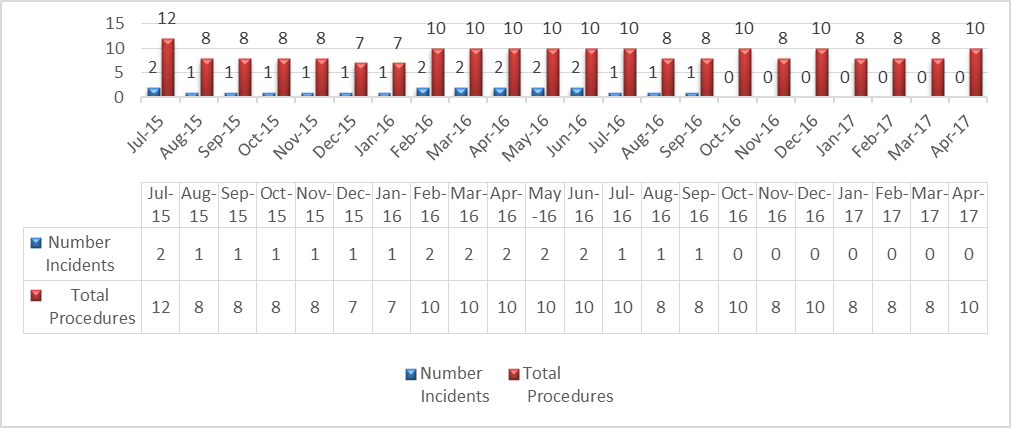 15
10
5
0
12 8 8 8 8 7 7 10 10 10 10 10 10 8 8 10 8 10 8 8 8 10
2 1 1 1 1 1 1 2 2 2 2 2 1 1 1 0 0 0 0 0 0 0
Jul-15 Aug-15 Sep-15 Oct-15 Nov-15 Dec-15 Jan-16 Feb-16 Mar-16 Apr-16 May-16 Jun-16 Jul-16 Aug-16 Sep-16 Oct-16 Nov-16 Dec-16 Jan-17 Feb-17 Mar-17 Apr-17
Jul- Aug- Sep- Oct- Nov- Dec- Jan- Feb- Mar- Apr- May Jun- Jul- Aug- Sep- Oct- Nov- Dec- Jan- Feb- Mar- Apr-
15 15 15 15 15 15 16 16 16 16 -16 16 16 16 16 16 16 16 17 17 17 17
Number
Incidents
2 1 1 1 1 1 1 2 2 2 2 2 1 1 1 0 0 0 0 0 0 0
Total
Procedures
12 8 8 8 8 7 7 10 10 10 10 10 10 8 8 10 8 10 8 8 8 10
Number
Incidents
Total
Procedures